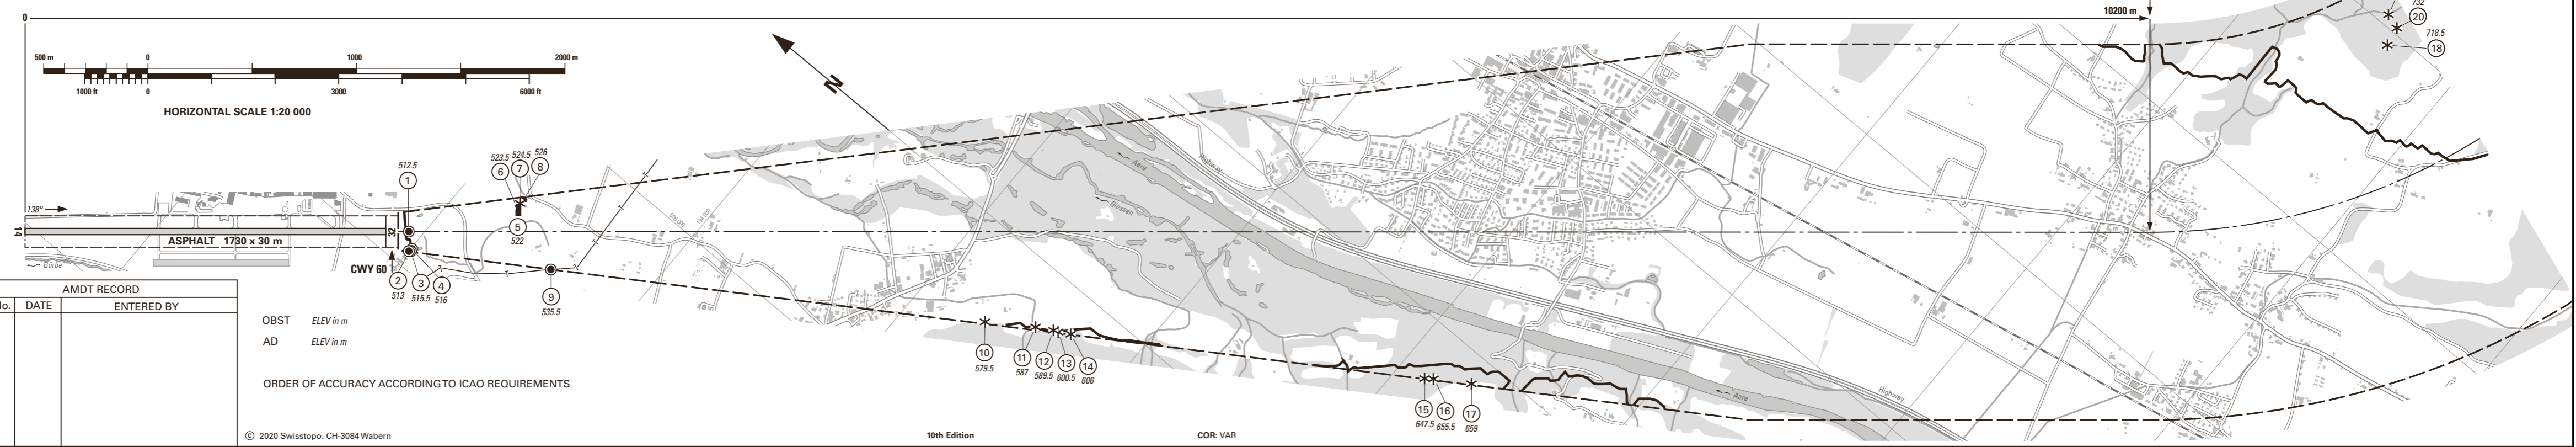 0
10200 m
732
20
718.5
18
500 m 0 1000 2000 m
1000 ft 0 3000 6000 ft
HORIZONTAL SCALE 1:20 000
N
512.5
1
523.5 524.5 526
6 7 8
5
522
138°
14
32
ASPHALT 1730 x 30 m
CWY 60
Gürbe
2 3 4
513 515.5 516
9
535.5
Highway
Aare
Giessen
10
579.5
11 12 13 14
587 589.5 600.5 606
15 16 17
647.5 655.5 659
Aare
Highway
AMDT RECORD
No. DATE ENTERED BY
OBST ELEV in m
AD ELEV in m
ORDER OF ACCURACY ACCORDING TO ICAO REQUIREMENTS
© 2020 Swisstopo. CH-3084 Wabern
10th Edition
COR: VAR